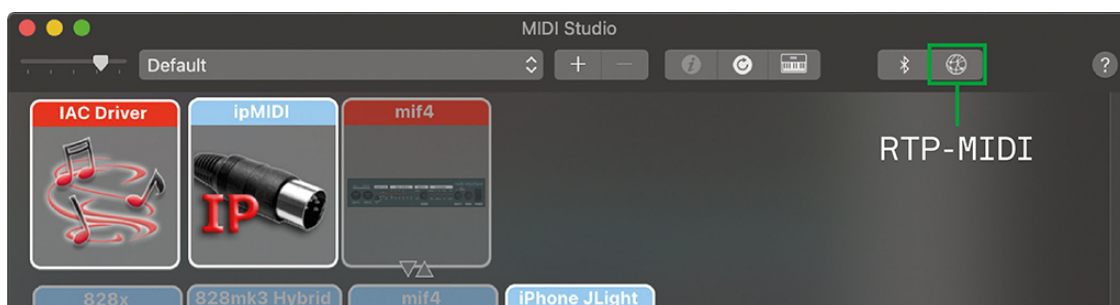 MIDI Studio
Default
?
RTP-MIDI
IAC Driver
ipMIDI
mif4
IP
828x
828mk3 Hybrid
mif4
iPhone JLight